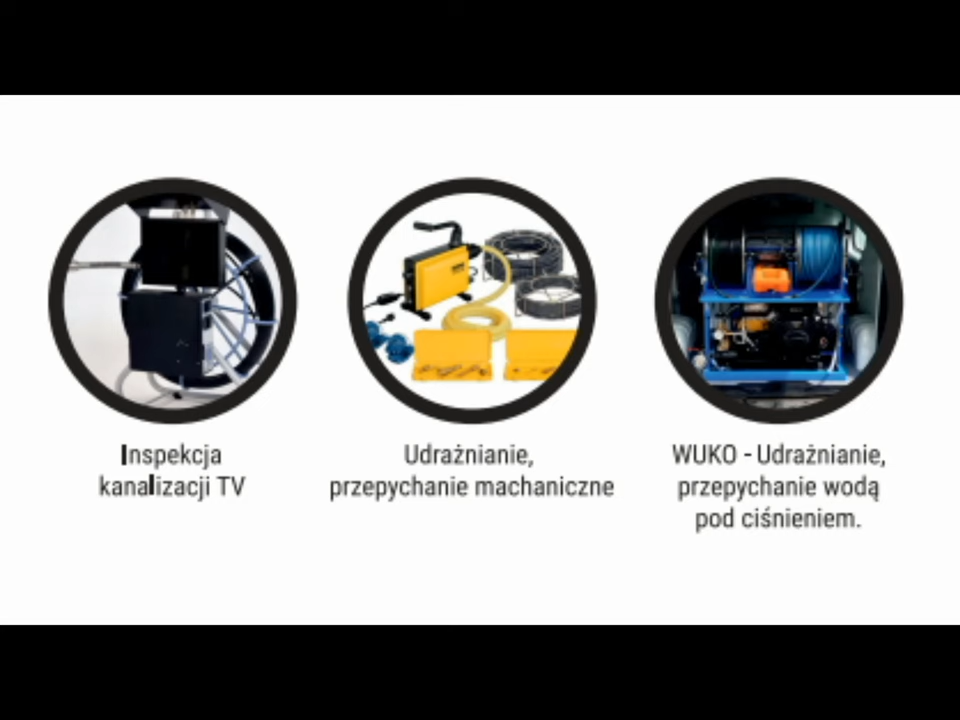 Inspekcja
kanalizacji TV
Udrażnianie,
przepychanie machaniczne
WUKO - Udrażnianie,
przepychanie wodą
pod ciśnieniem.